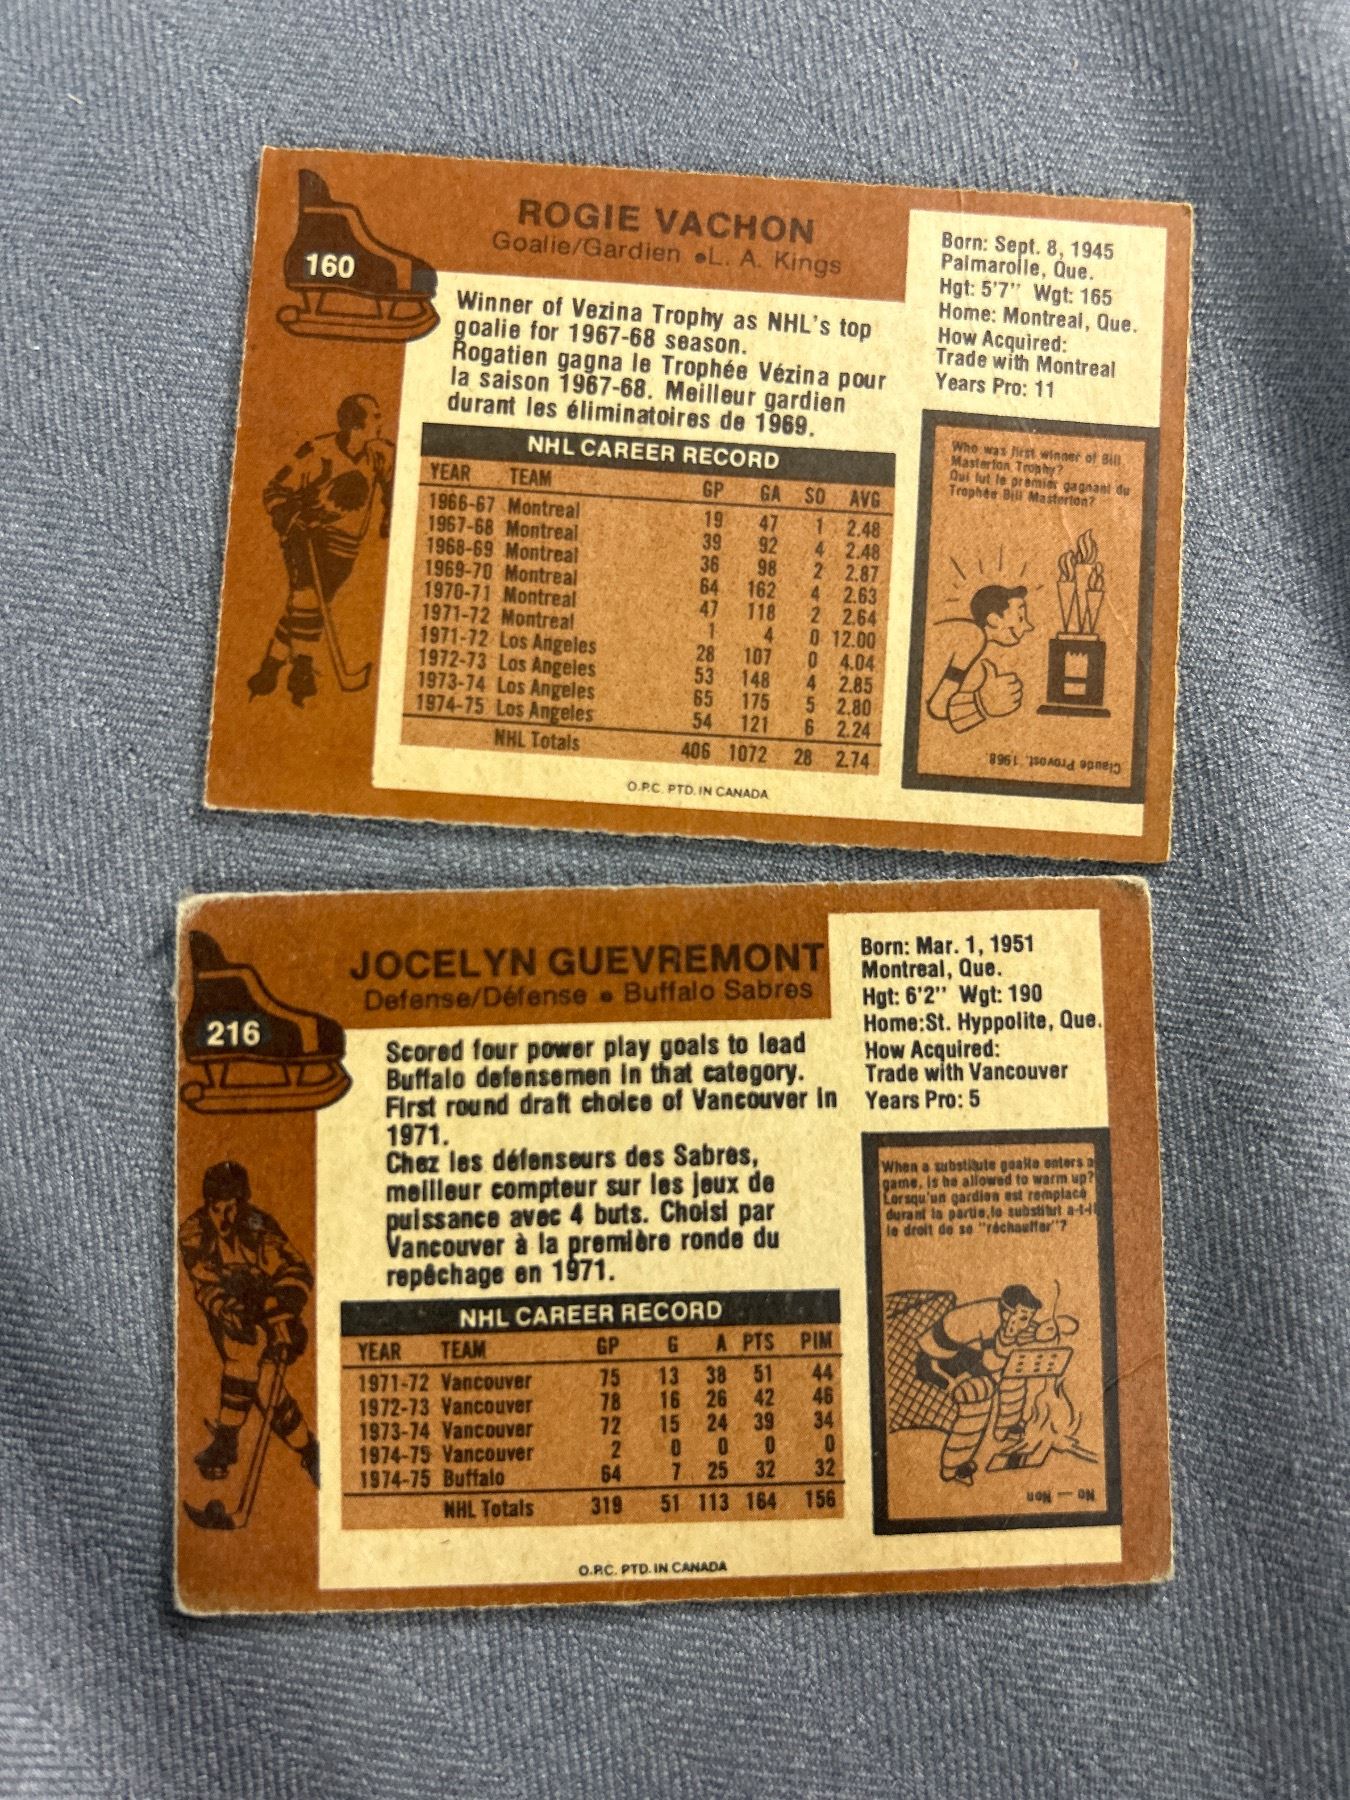 160
ROGIE VACHON
Goalie/Gardien ● L. A. Kings
Winner of Vezina Trophy as NHL's top
goalie for 1967-68 season.
Rogatien gagna le Trophée Vézina pour
la saison 1967-68. Meilleur gardien
durant les éliminatoires de 1969.
Born: Sept. 8, 1945
Palmarolle, Que.
Hgt: 5'7" Wgt: 165
Home: Montreal, Que.
How Acquired:
Trade with Montreal
Years Pro: 11
NHL CAREER RECORD
YEAR TEAM GP GA SO AVG
1966-67 Montreal 19 47 1 2.48
1967-68 Montreal 39 92 4 2.48
1968-69 Montreal 36 98 2 2.87
1969-70 Montreal 64 162 4 2.63
1970-71 Montreal 47 118 2 2.64
1971-72 Montreal 1 4 0 12.00
1971-72 Los Angeles 28 107 0 4.04
1972-73 Los Angeles 53 148 4 2.85
1973-74 Los Angeles 65 175 5 2.80
1974-75 Los Angeles 54 121 6 2.24
NHL Totals 406 1072 28 2.74
O.P.C. PTD. IN CANADA
Who was first winner of Bill
Masterton Trophy?
Qui fut le premier gagnant du
Trophée Bill Masterton?
Claude Provost, 1968.
216
JOCELYN GUEVREMONT
Defense/Défense ● Buffalo Sabres
Scored four power play goals to lead
Buffalo defensemen in that category.
First round draft choice of Vancouver in
1971.
Chez les défenseurs des Sabres,
meilleur compteur sur les jeux de
puissance avec 4 buts. Choisi par
Vancouver à la première ronde du
repêchage en 1971.
Born: Mar. 1, 1951
Montreal, Que.
Hgt: 6'2" Wgt: 190
Home:St. Hyppolite, Que.
How Acquired:
Trade with Vancouver
Years Pro: 5
NHL CAREER RECORD
YEAR TEAM GP G A PTS PIM
1971-72 Vancouver 75 13 38 51 44
1972-73 Vancouver 78 16 26 42 46
1973-74 Vancouver 72 15 24 39 34
1974-75 Vancouver 2 0 0 0 0
1974-75 Buffalo 64 7 25 32 32
NHL Totals 319 51 113 164 156
O.P.C. PTD. IN CANADA
When a substitute goalie enters a
game, is he allowed to warm up?
Lorsqu'un gardien est remplacé
durant la partie, le substitut a-t-il
le droit de se "réchauffer"?
No — Non